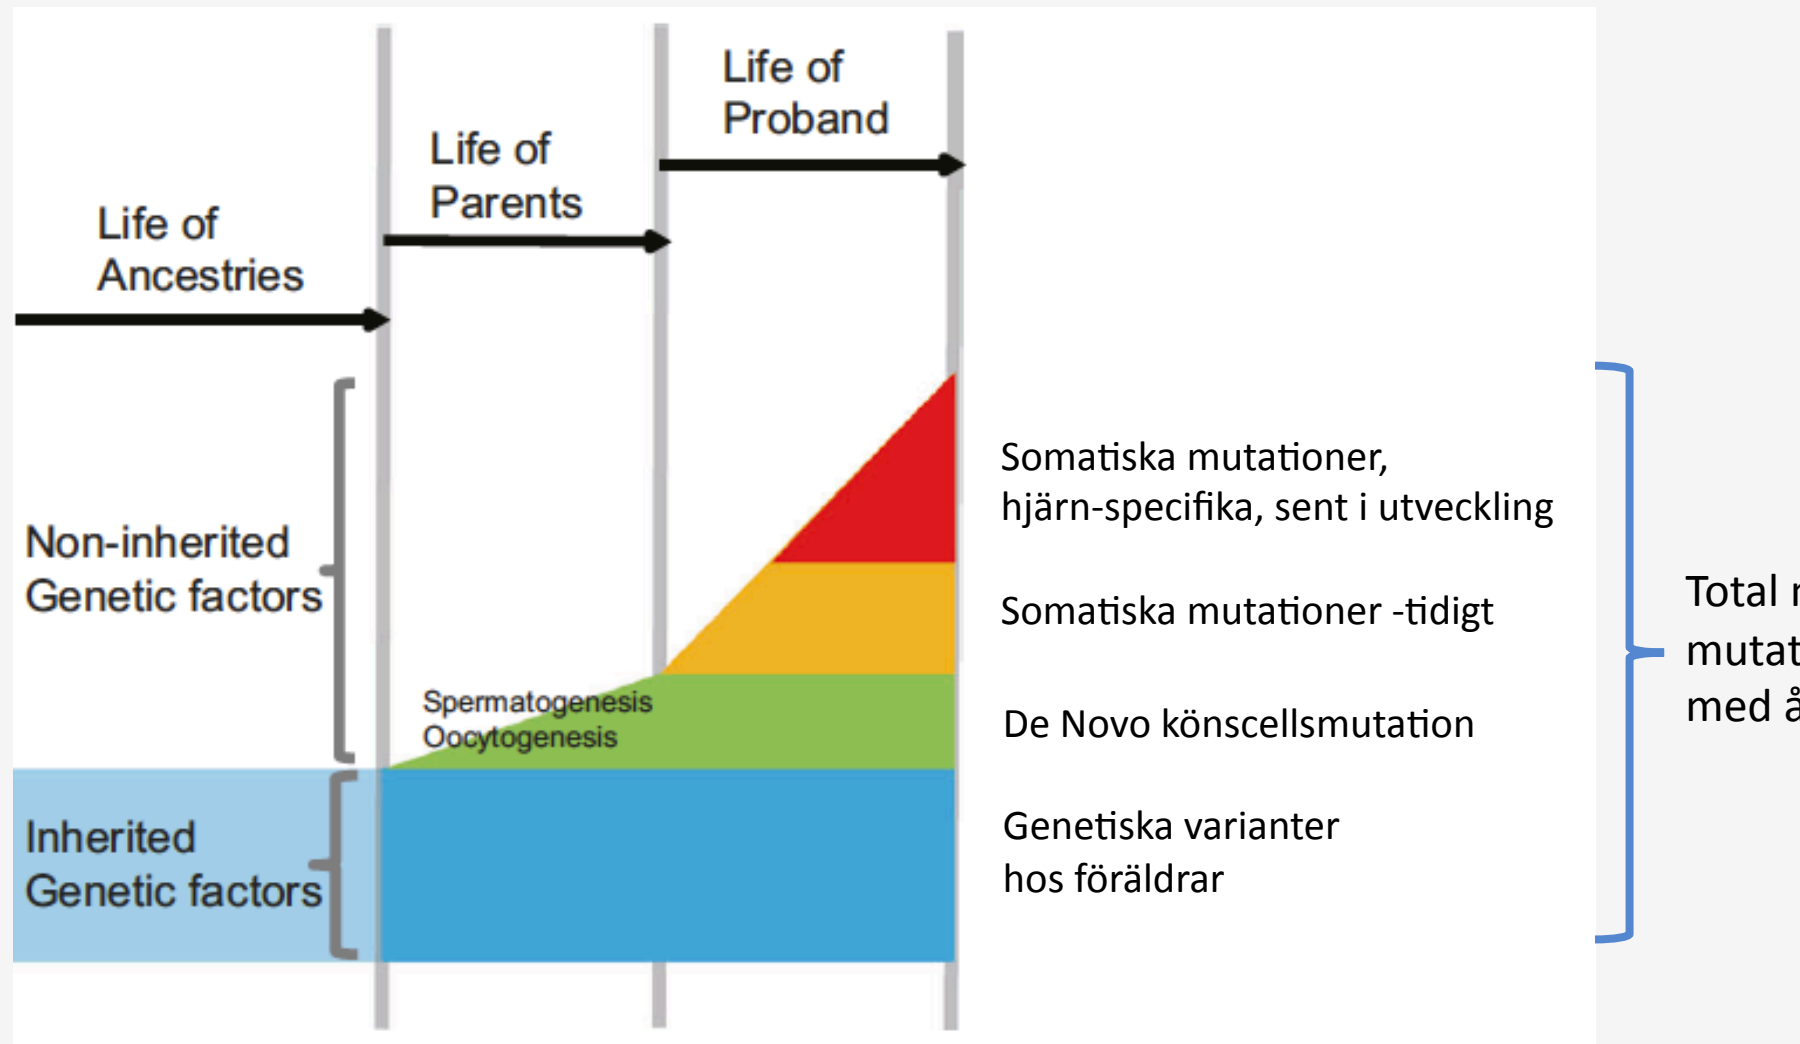 Life of
Proband
Life of
Parents
Life of
Ancestries
Non-inherited
Genetic factors
Inherited
Genetic factors
Spermatogenesis
Oocytogenesis
Somatiska mutationer,
hjärn-specifika, sent i utveckling
Somatiska mutationer -tidigt
De Novo könscellsmutation
Genetiska varianter
hos föräldrar
Total
med